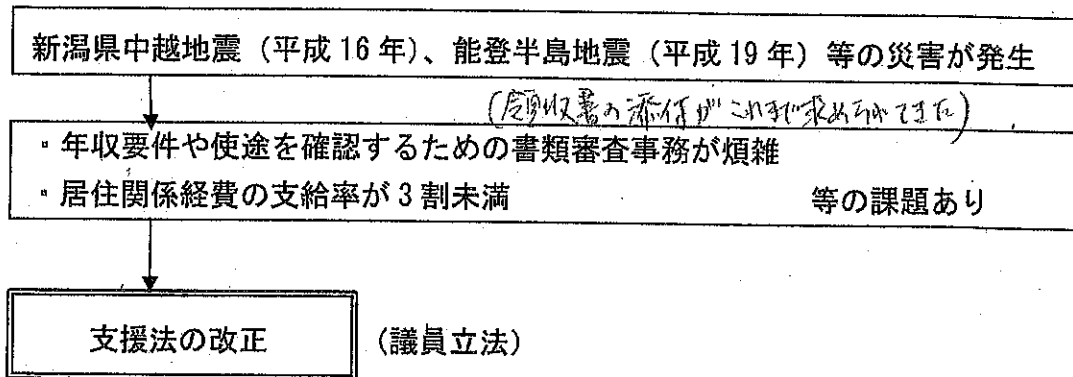 新潟県中越地震（平成16年）、能登半島地震（平成19年）等の災害が発生
（領収書の添付がこれまで求められてきた）
・年収要件や使途を確認するための書類審査事務が煩雑
・居住関係経費の支給率が3割未満　等の課題あり
支援法の改正　（議員立法）